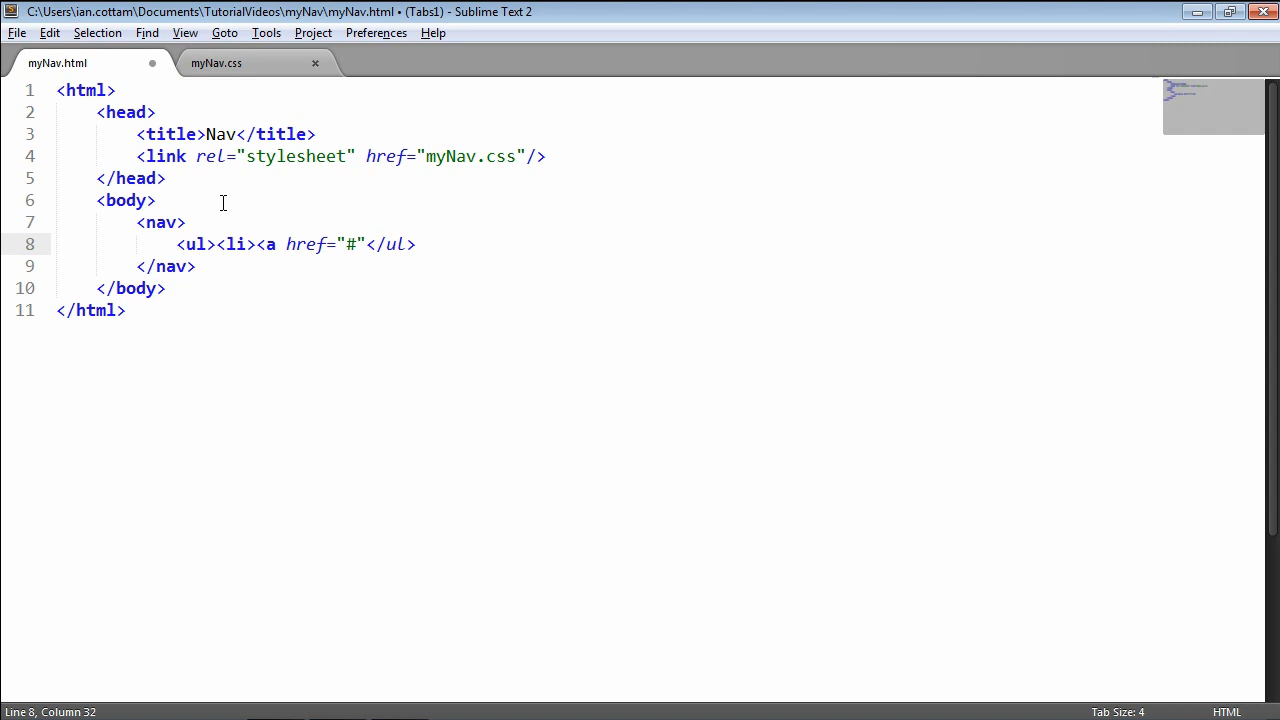 C:\Users\ian.cottam\Documents\TutorialVideos\myNav\myNav.html • (Tabs1) - Sublime Text 2
File Edit Selection Find View Goto Tools Project Preferences Help
myNav.html myNav.css
1 <html>
2 <head>
3 <title>Nav</title>
4 <link rel="stylesheet" href="myNav.css"/>
5 </head>
6 <body>
7 <nav>
8 <ul><li><a href="#"</ul>
9 </nav>
10 </body>
11 </html>
Line 8, Column 32 Tab Size: 4 HTML